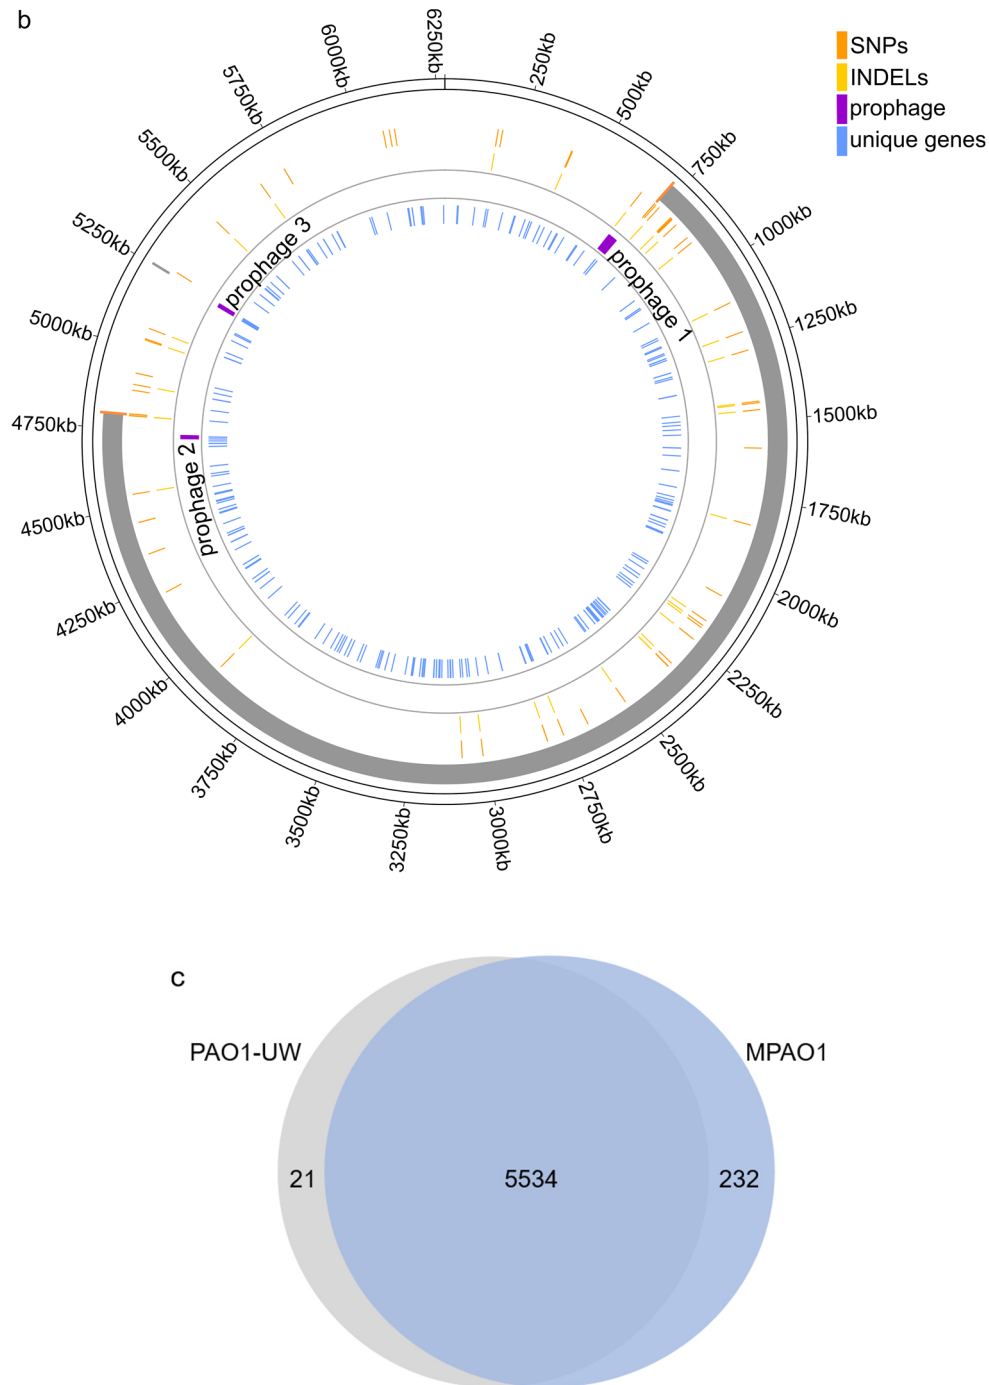 b
SNPs
INDELs
prophage
unique genes
6250kb
250kb
500kb
750kb
1000kb
1250kb
1500kb
1750kb
2000kb
2250kb
2500kb
2750kb
3000kb
3250kb
3500kb
3750kb
4000kb
4250kb
4500kb
4750kb
5000kb
5250kb
5500kb
5750kb
6000kb
prophage 1
prophage 2
prophage 3
c
PAO1-UW
MPAO1
21
5534
232